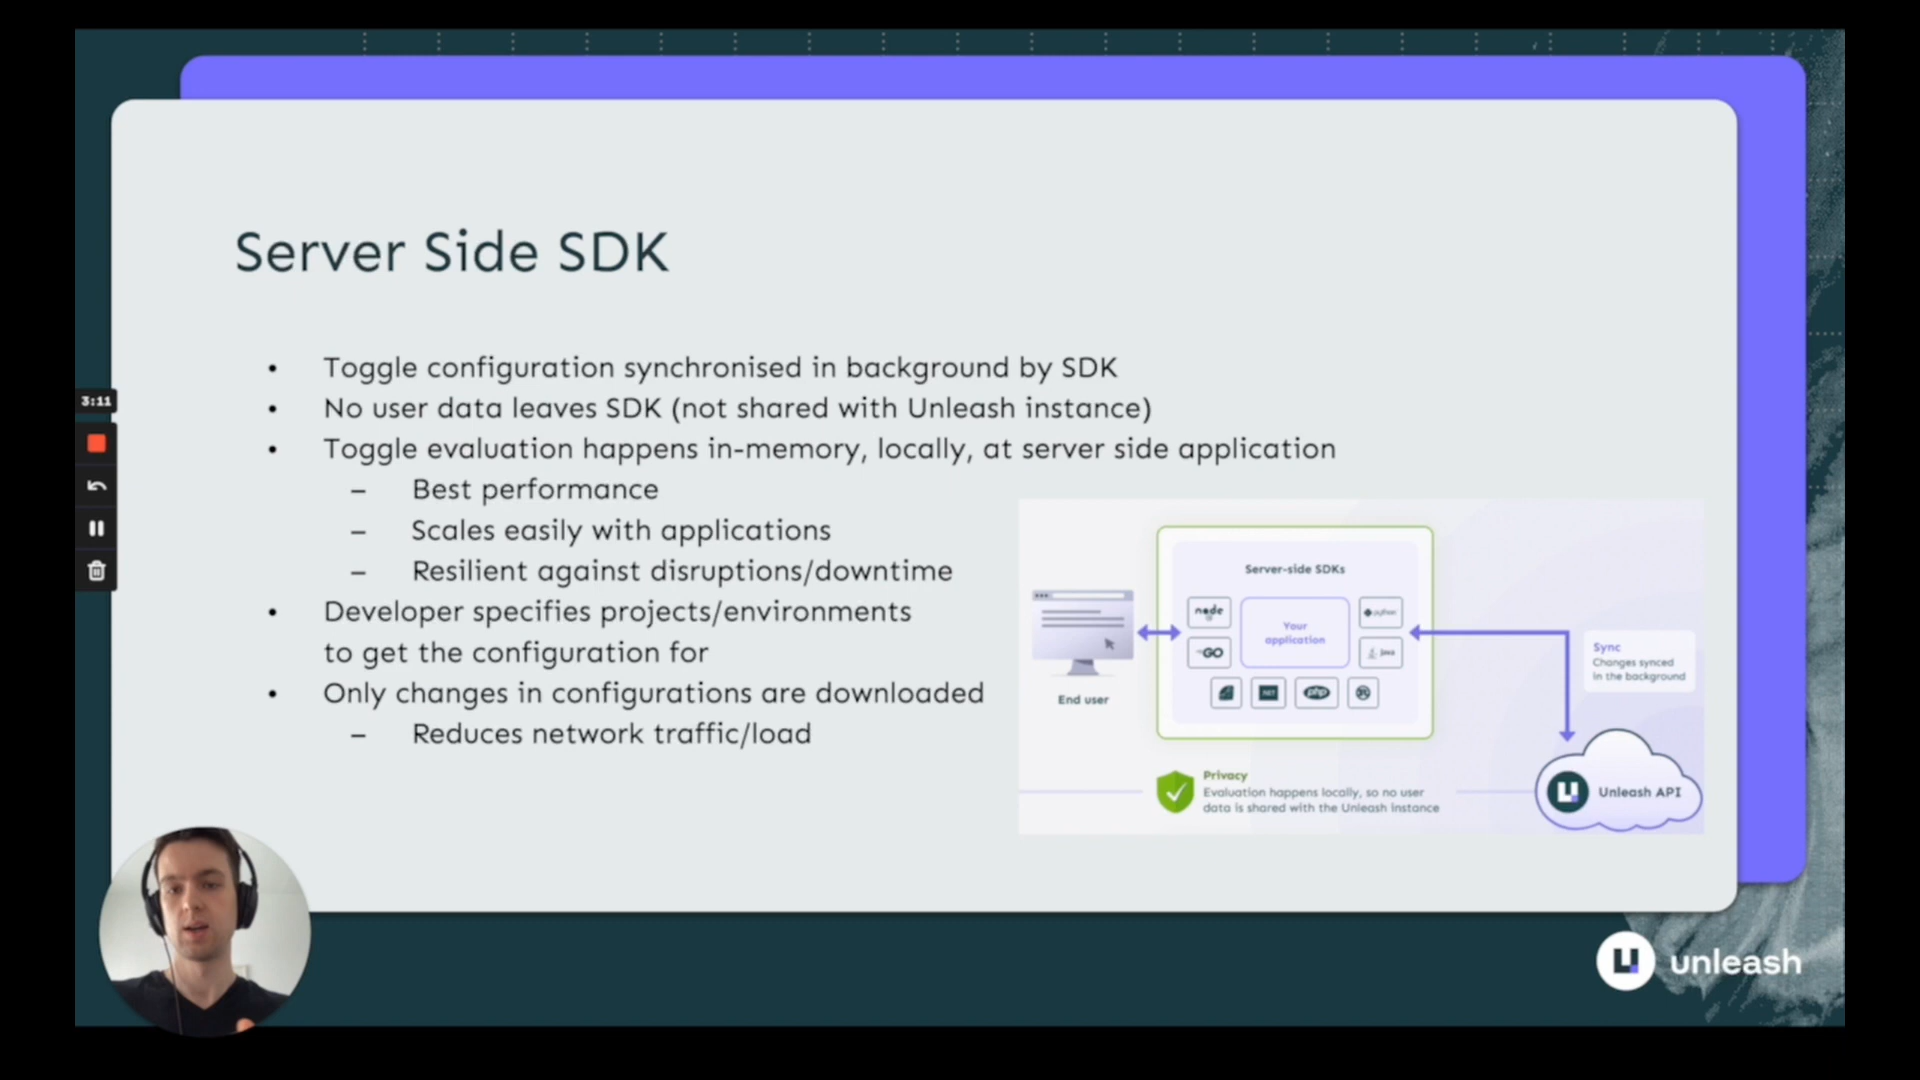 Server Side SDK
• Toggle configuration synchronised in background by SDK
• No user data leaves SDK (not shared with Unleash instance)
• Toggle evaluation happens in-memory, locally, at server side application
– Best performance
– Scales easily with applications
– Resilient against disruptions/downtime
• Developer specifies projects/environments
to get the configuration for
• Only changes in configurations are downloaded
– Reduces network traffic/load
3:11
End user
Server-side SDKs
node
Your
application
python
GO
Java
.NET
php
Sync
Changes synced
in the background
Privacy
Evaluation happens locally, so no user
data is shared with the Unleash instance
Unleash API
unleash